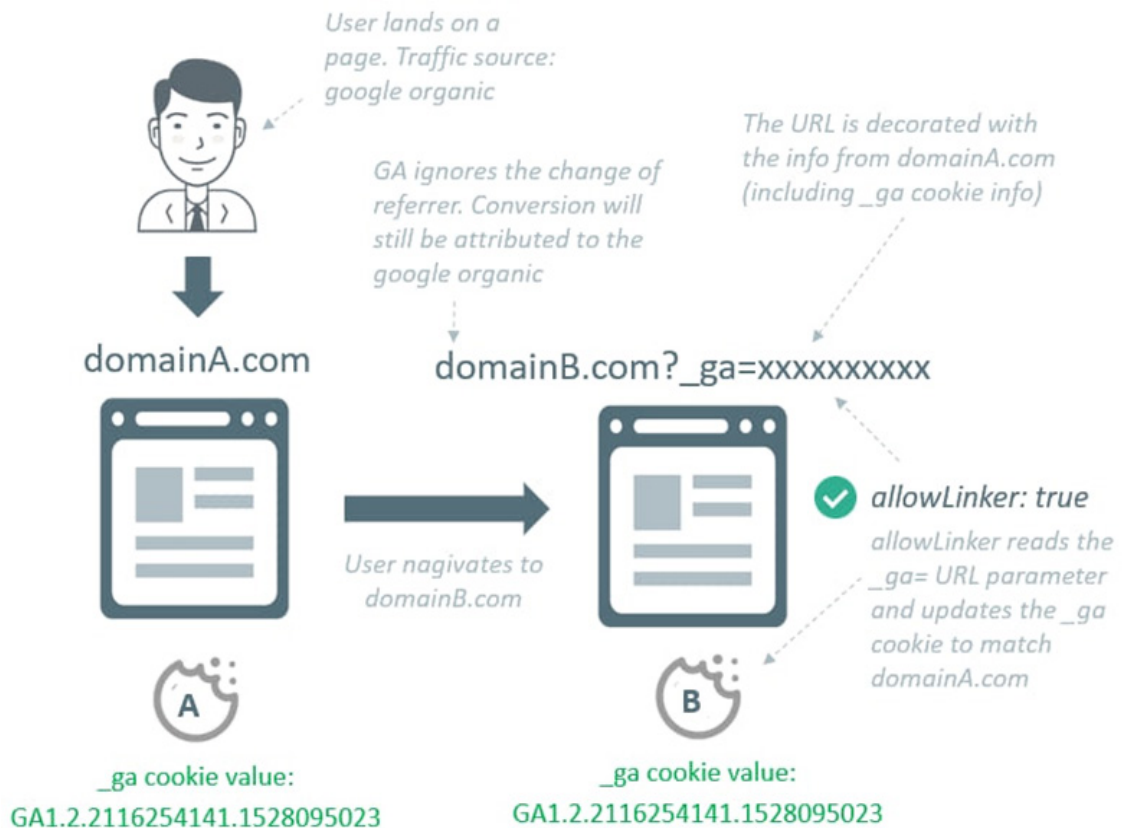 User lands on a
page. Traffic source:
google organic
The URL is decorated with
the info from domainA.com
(including _ga cookie info)
GA ignores the change of
referrer. Conversion will
still be attributed to the
google organic
domainA.com
domainB.com?_ga=xxxxxxxxxx
allowLinker: true
allowLinker reads the
_ga= URL parameter
and updates the _ga
cookie to match
domainA.com
User nagivates to
domainB.com
A
B
_ga cookie value:
GA1.2.2116254141.1528095023
_ga cookie value:
GA1.2.2116254141.1528095023